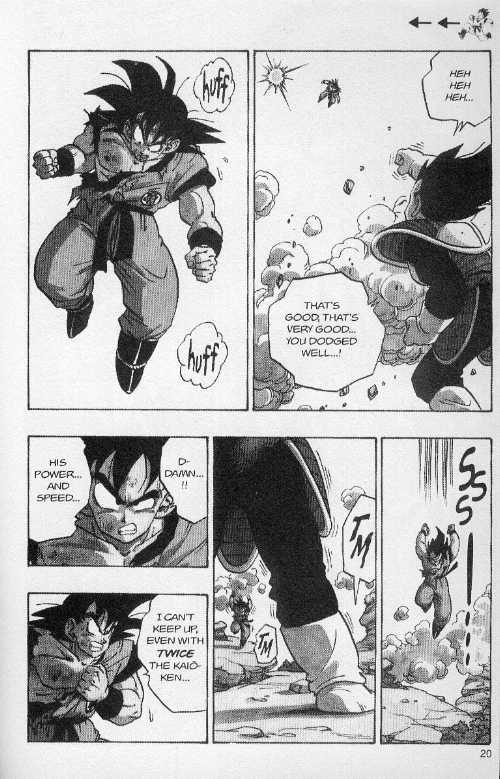 HEH
HEH
HEH...
THAT'S
GOOD, THAT'S
VERY GOOD...
YOU DODGED
WELL...!
huff
huff
SSS
TM
TM
D-
DAMN...
!!
HIS
POWER...
AND
SPEED...
I CAN'T
KEEP UP,
EVEN WITH
TWICE
THE KAIŌ-
KEN...
20